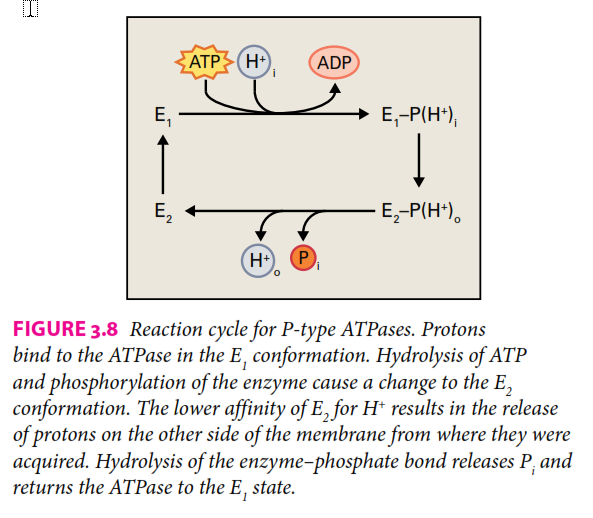 ATP H⁺ᵢ ADP
E₁ E₁–P(H⁺)ᵢ
E₂ E₂–P(H⁺)ₒ
H⁺ₒ Pᵢ
FIGURE 3.8 Reaction cycle for P-type ATPases. Protons
bind to the ATPase in the E₁ conformation. Hydrolysis of ATP
and phosphorylation of the enzyme cause a change to the E₂
conformation. The lower affinity of E₂ for H⁺ results in the release
of protons on the other side of the membrane from where they were
acquired. Hydrolysis of the enzyme–phosphate bond releases Pᵢ and
returns the ATPase to the E₁ state.